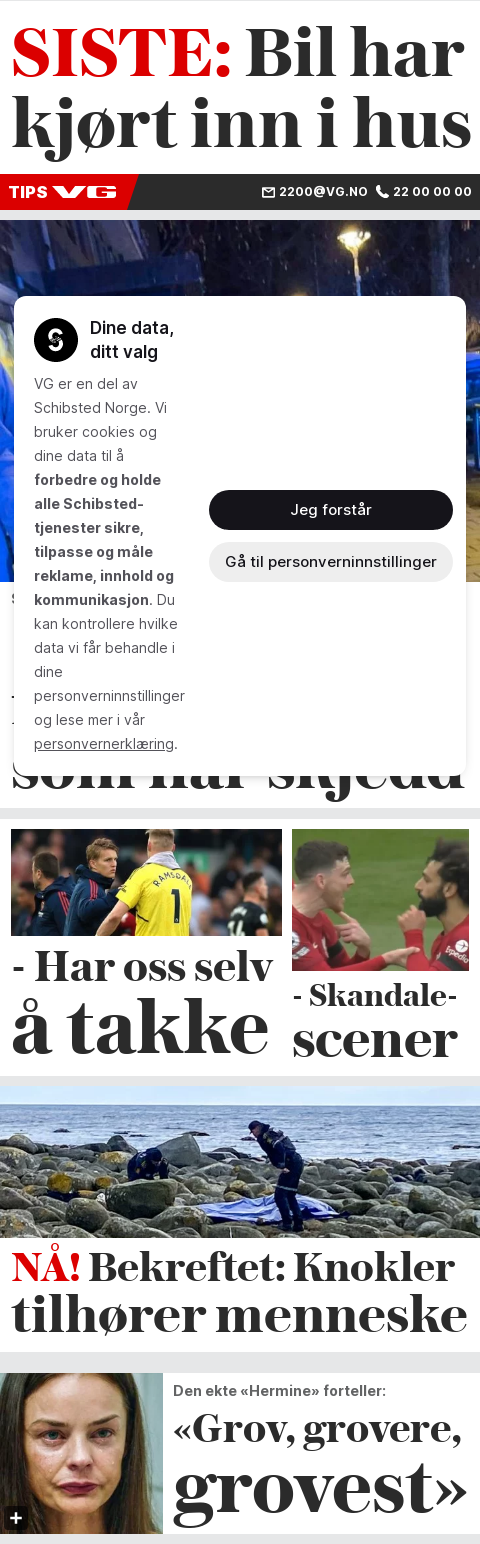 SISTE: Bil har
kjørt inn i hus
TIPS VG
2200@VG.NO 22 00 00 00
Dine data,
ditt valg
VG er en del av
Schibsted Norge. Vi
bruker cookies og
dine data til å
forbedre og holde
alle Schibsted-
tjenester sikre,
tilpasse og måle
reklame, innhold og
kommunikasjon. Du
kan kontrollere hvilke
data vi får behandle i
dine
personverninnstillinger
og lese mer i vår
personvernerklæring.
Jeg forstår
Gå til personverninnstillinger
som har skjedd
RAMSDALE
1
- Har oss selv
å takke
- Skandale-
scener
NÅ! Bekreftet: Knokler
tilhører menneske
Den ekte «Hermine» forteller:
«Grov, grovere,
grovest»